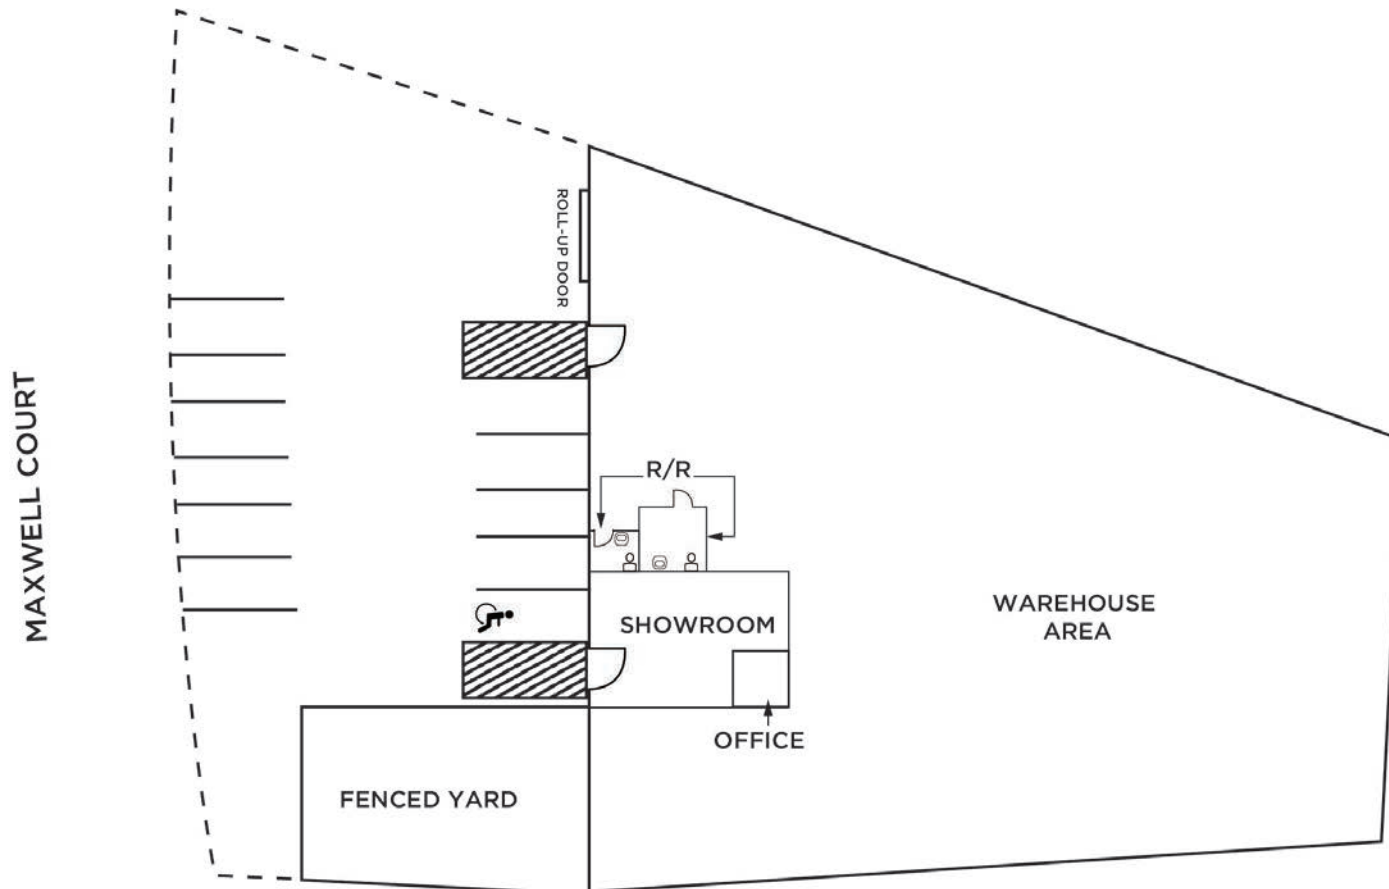 MAXWELL COURT
ROLL-UP DOOR
R/R
SHOWROOM
WAREHOUSE
AREA
OFFICE
FENCED YARD